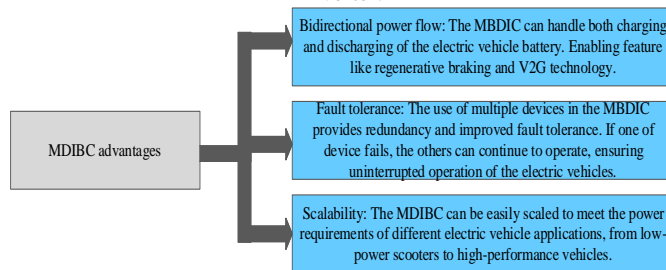 Bidirectional power flow: The MBDIC can handle both charging
and discharging of the electric vehicle battery. Enabling feature
like regenerative braking and V2G technology.
MDIBC advantages
Fault tolerance: The use of multiple devices in the MBDIC
provides redundancy and improved fault tolerance. If one of
device fails, the others can continue to operate, ensuring
uninterrupted operation of the electric vehicles.
Scalability: The MDIBC can be easily scaled to meet the power
requirements of different electric vehicle applications, from low-
power scooters to high-performance vehicles.